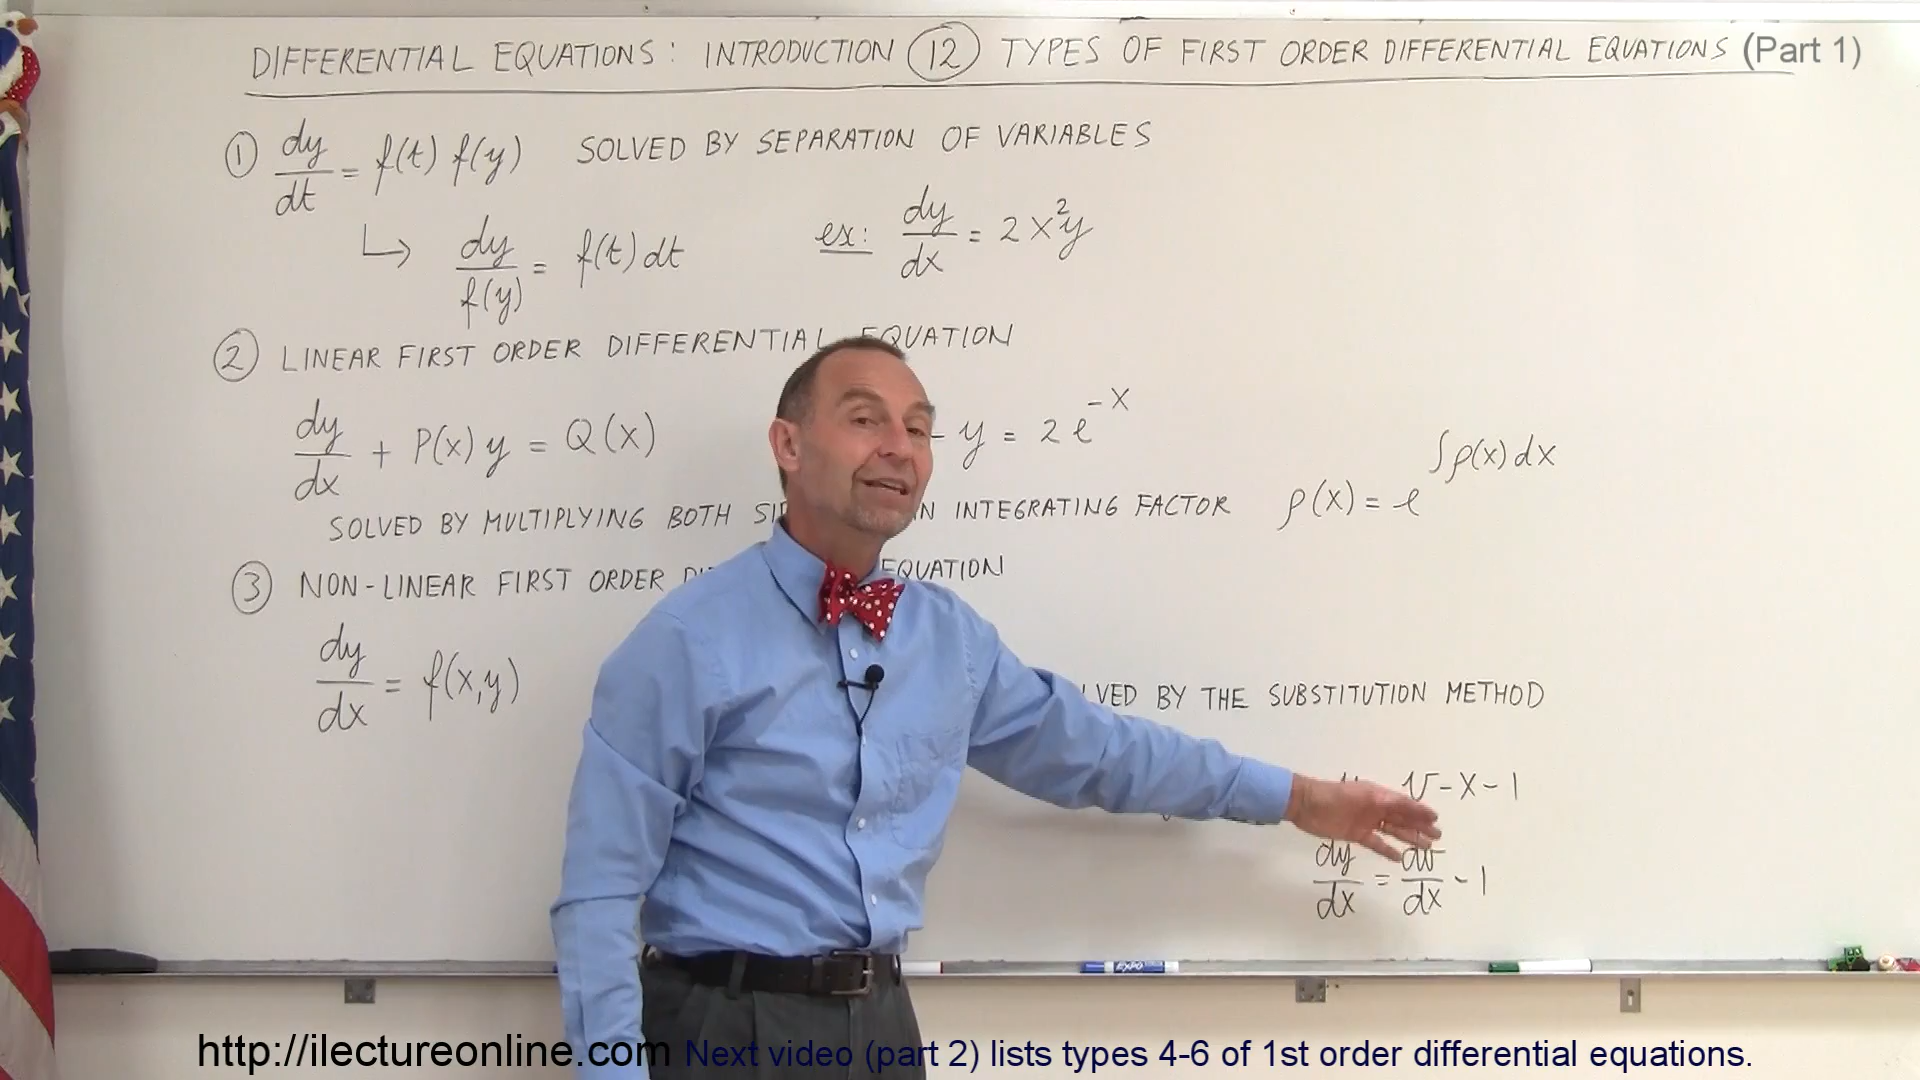 DIFFERENTIAL EQUATIONS: INTRODUCTION 12 TYPES OF FIRST ORDER DIFFERENTIAL EQUATIONS (Part 1)
① dy/dt = f(t) f(y) SOLVED BY SEPARATION OF VARIABLES
↳ dy/f(y) = f(t) dt ex: dy/dx = 2x²y
② LINEAR FIRST ORDER DIFFERENTIAL EQUATION
dy/dx + P(x) y = Q(x) - y = 2e^-x
SOLVED BY MULTIPLYING BOTH INTEGRATING FACTOR ρ(x) = e^∫ρ(x)dx
③ NON-LINEAR FIRST ORDER EQUATION
dy/dx = f(x,y) BY THE SUBSTITUTION METHOD
v - x - 1
dy/dx = dv/dx - 1
EXPO
http://ilectureonline.com Next video (part 2) lists types 4-6 of 1st order differential equations.